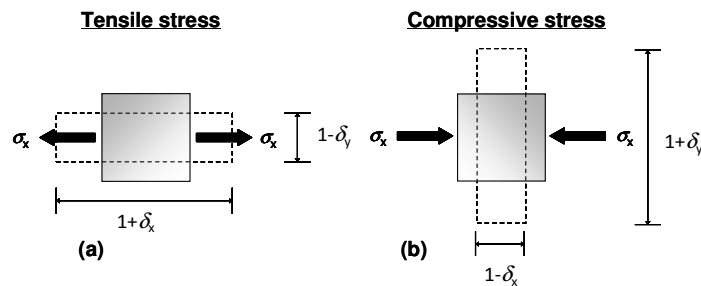 Tensile stress
Compressive stress
σx
σx
1-δy
1+δx
(a)
σx
σx
1+δy
1-δx
(b)